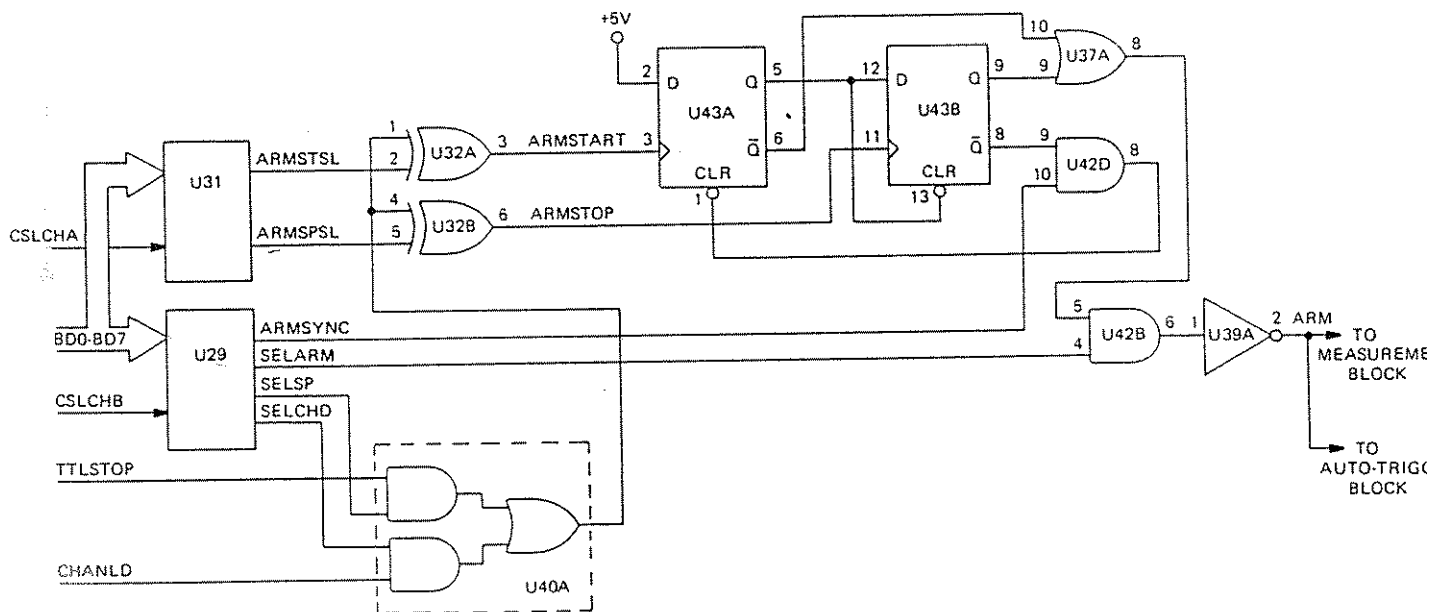 +5V
2 D Q 5
U43A
3 Q̄ 6
CLR
1
12 D Q 9
U43B
11 Q̄ 8
CLR
13
10
9 U37A 8
9
10 U42D 8
1
2 U32A 3 ARMSTART
4
5 U32B 6 ARMSTOP
U31 ARMSTSL
ARMSPSL
CSLCHA
BD0-BD7
U29 ARMSYNC
SELARM
SELSP
SELCHD
CSLCHB
TTLSTOP
CHANLD
U40A
5
4 U42B 6
1 U39A 2 ARM
TO
MEASUREME
BLOCK
TO
AUTO-TRIGG
BLOCK